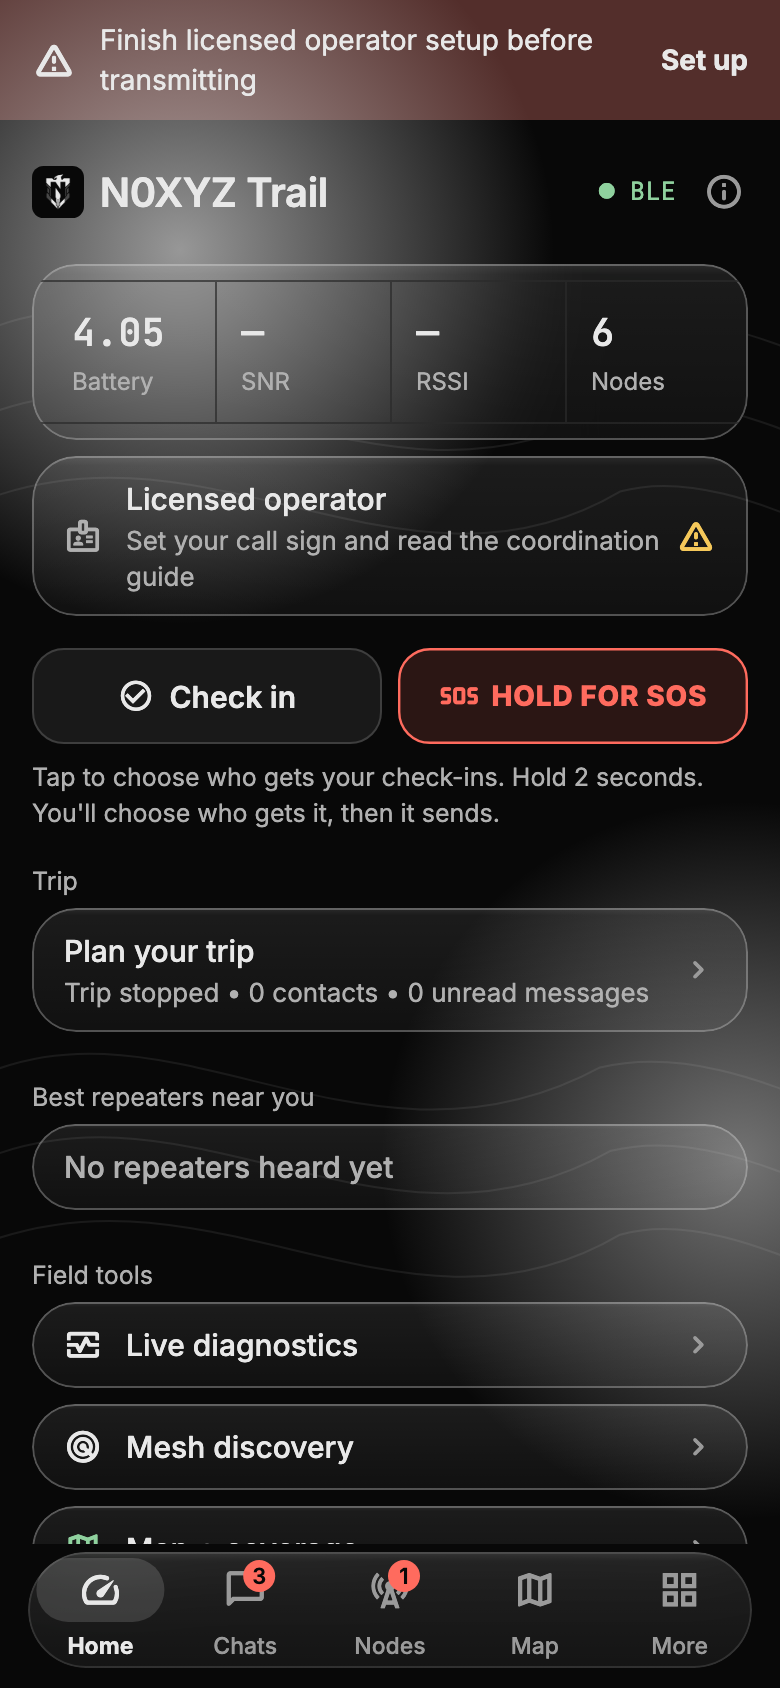 Finish licensed operator setup before
transmitting
Set up
N0XYZ Trail
BLE
4.05
Battery
–
SNR
–
RSSI
6
Nodes
Licensed operator
Set your call sign and read the coordination
guide
Check in
SOS HOLD FOR SOS
Tap to choose who gets your check-ins. Hold 2 seconds.
You'll choose who gets it, then it sends.
Trip
Plan your trip
Trip stopped • 0 contacts • 0 unread messages
Best repeaters near you
No repeaters heard yet
Field tools
Live diagnostics
Mesh discovery
3
1
Home
Chats
Nodes
Map
More